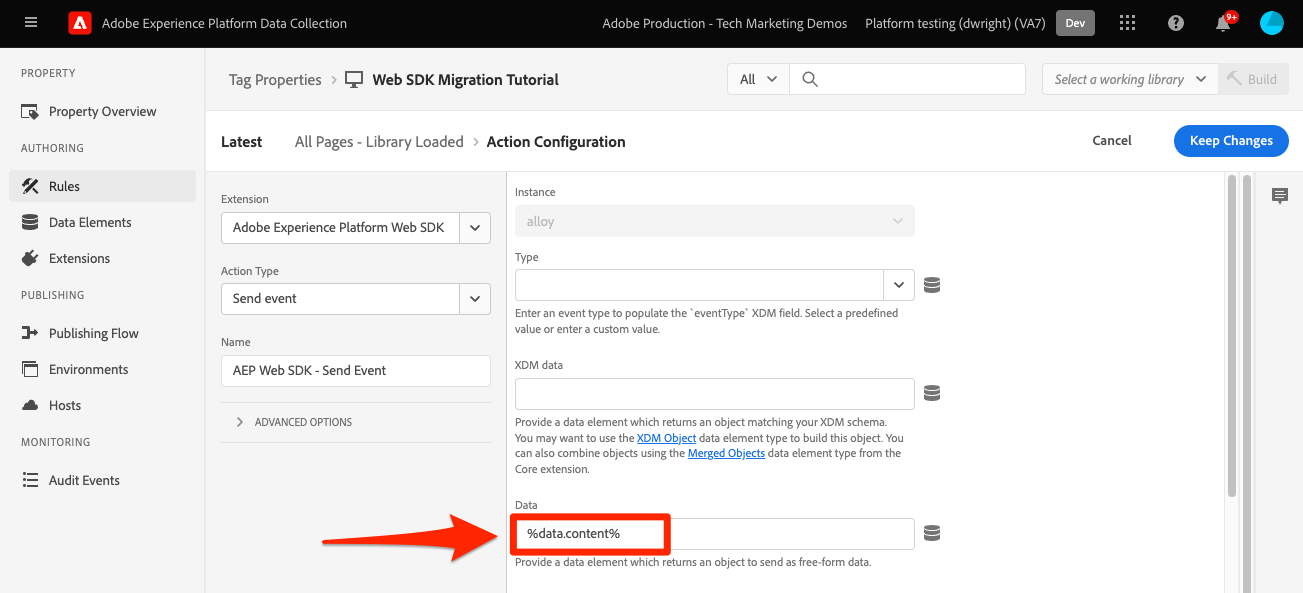 Adobe Experience Platform Data Collection
Adobe Production - Tech Marketing Demos
Platform testing (dwright) (VA7)
Dev
9+
PROPERTY
Property Overview
AUTHORING
Rules
Data Elements
Extensions
PUBLISHING
Publishing Flow
Environments
Hosts
MONITORING
Audit Events
Tag Properties
Web SDK Migration Tutorial
All
Select a working library
Build
Latest
All Pages - Library Loaded
Action Configuration
Cancel
Keep Changes
Extension
Adobe Experience Platform Web SDK
Action Type
Send event
Name
AEP Web SDK - Send Event
ADVANCED OPTIONS
Instance
alloy
Type
Enter an event type to populate the `eventType` XDM field. Select a predefined
value or enter a custom value.
XDM data
Provide a data element which returns an object matching your XDM schema.
You may want to use the XDM Object data element type to build this object. You
can also combine objects using the Merged Objects data element type from the
Core extension.
Data
%data.content%
Provide a data element which returns an object to send as free-form data.